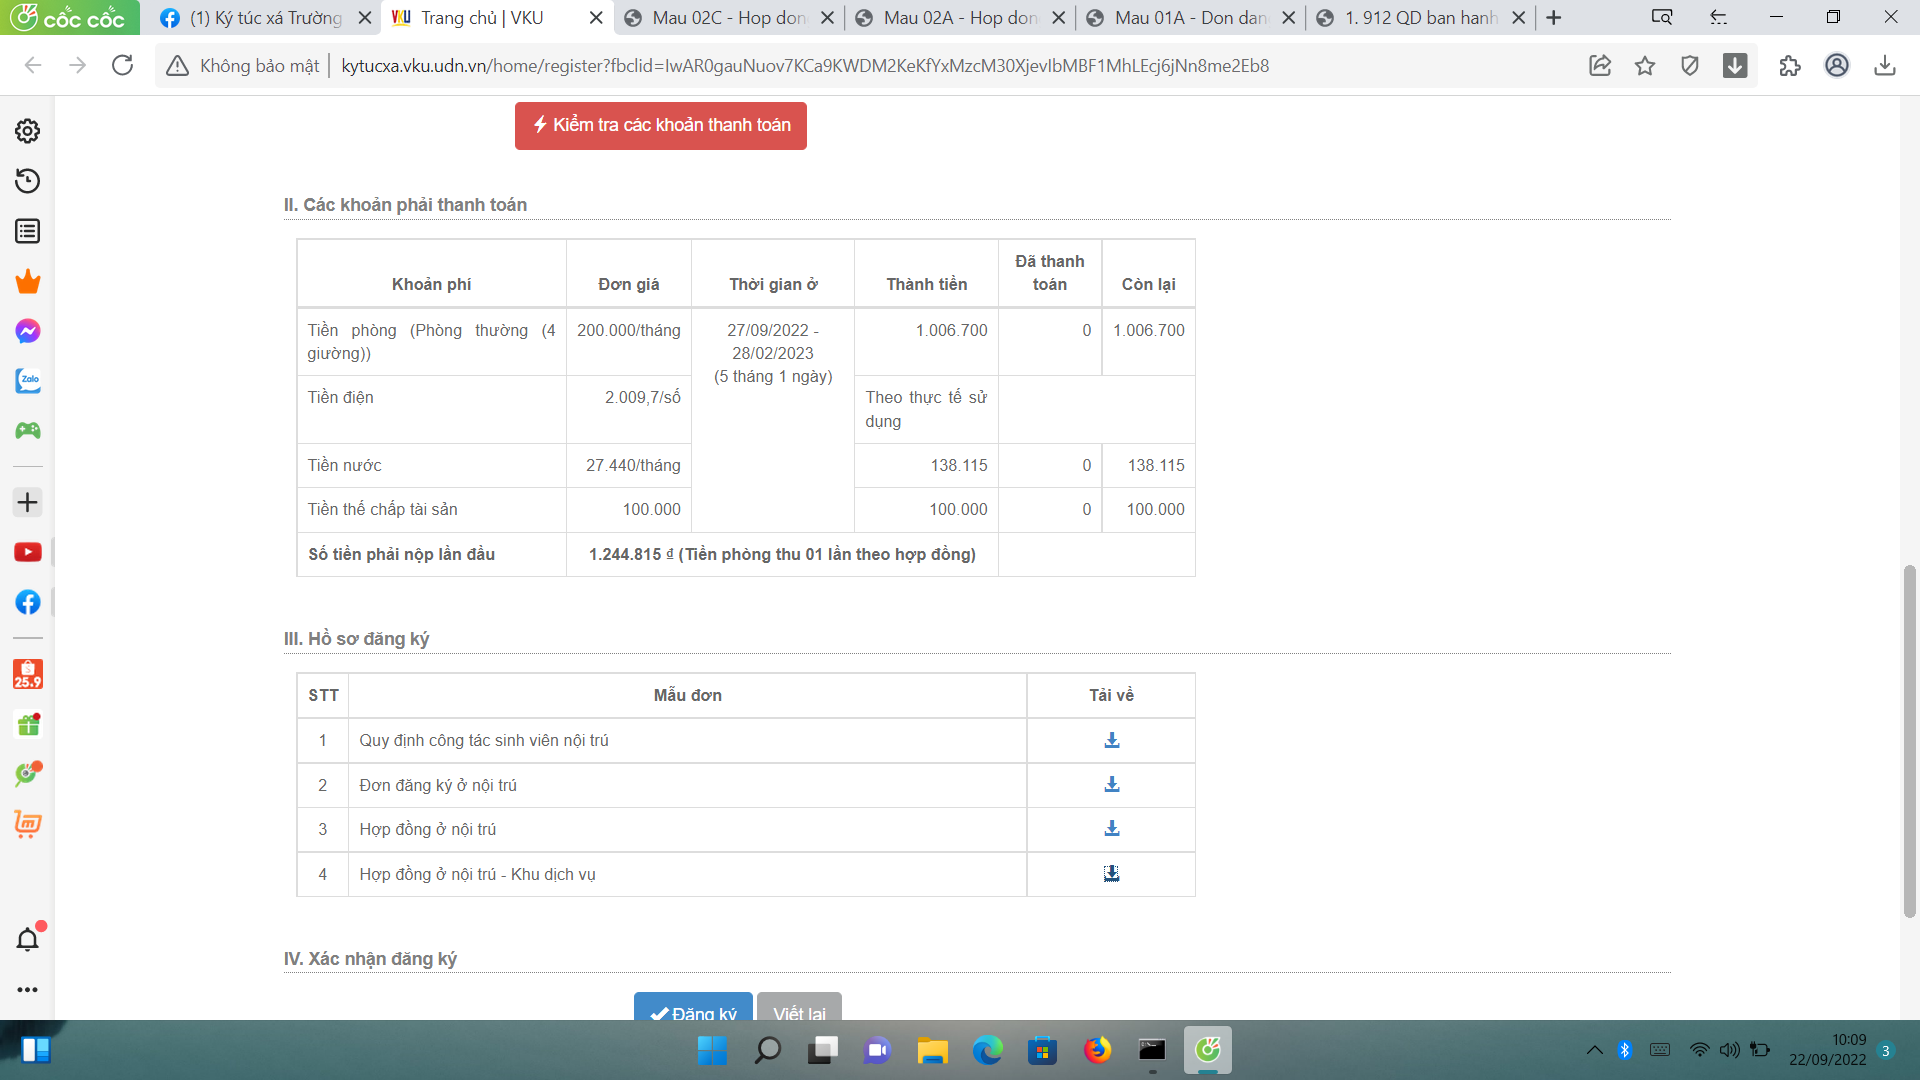 cốc cốc
(1) Ký túc xá Trường
Trang chủ | VKU
Mau 02C - Hop don
Mau 02A - Hop don
Mau 01A - Don dan
1. 912 QD ban hanh
Không bảo mật
kytucxa.vku.udn.vn/home/register?fbclid=IwAR0gauNuov7KCa9KWDM2KeKfYxMzcM30XjevIbMBF1MhLEcj6jNn8me2Eb8
Kiểm tra các khoản thanh toán
II. Các khoản phải thanh toán
Khoản phí
Đơn giá
Thời gian ở
Thành tiền
Đã thanh
toán
Còn lại
Tiền phòng (Phòng thường (4
giường))
200.000/tháng
27/09/2022 -
28/02/2023
(5 tháng 1 ngày)
1.006.700
0
1.006.700
Tiền điện
2.009,7/số
Theo thực tế sử
dụng
Tiền nước
27.440/tháng
138.115
0
138.115
Tiền thế chấp tài sản
100.000
100.000
0
100.000
Số tiền phải nộp lần đầu
1.244.815 ₫ (Tiền phòng thu 01 lần theo hợp đồng)
III. Hồ sơ đăng ký
STT
Mẫu đơn
Tải về
1
Quy định công tác sinh viên nội trú
2
Đơn đăng ký ở nội trú
3
Hợp đồng ở nội trú
4
Hợp đồng ở nội trú - Khu dịch vụ
IV. Xác nhận đăng ký
Đăng ký
Viết lại
Zalo
25.9
10:09
22/09/2022
3